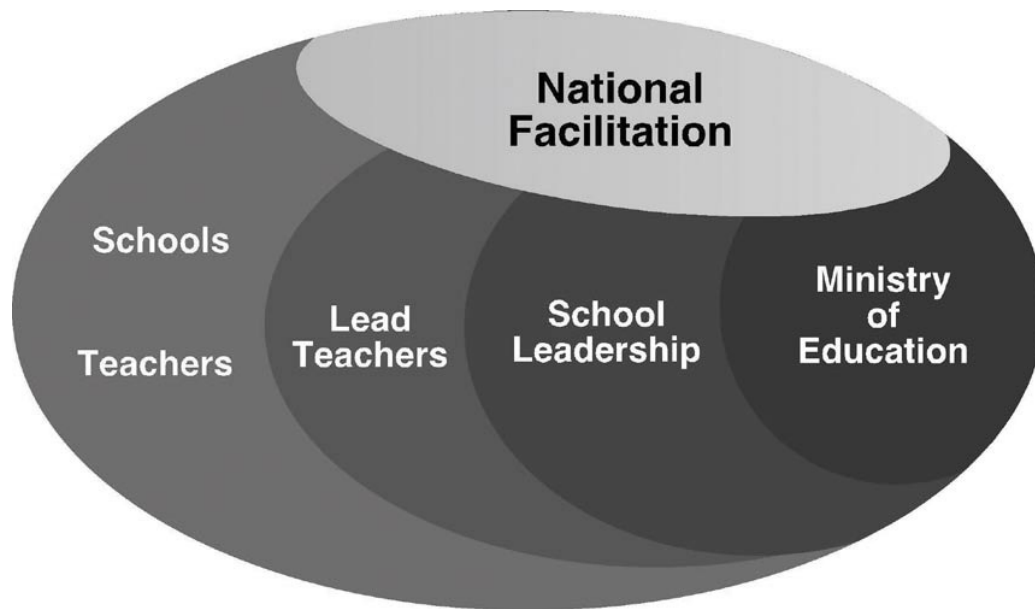 National
Facilitation
Schools
Teachers
Lead
Teachers
School
Leadership
Ministry
of
Education